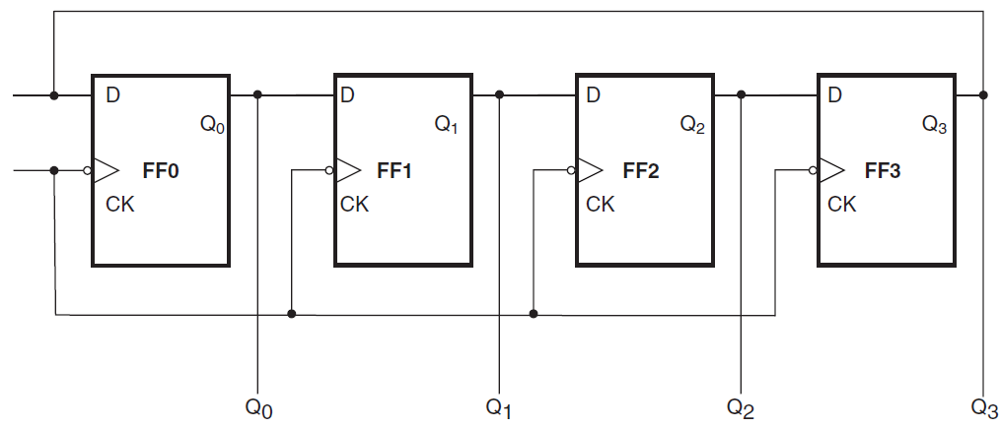 D D D D
Q0 Q1 Q2 Q3
FF0 FF1 FF2 FF3
CK CK CK CK
Q0 Q1 Q2 Q3